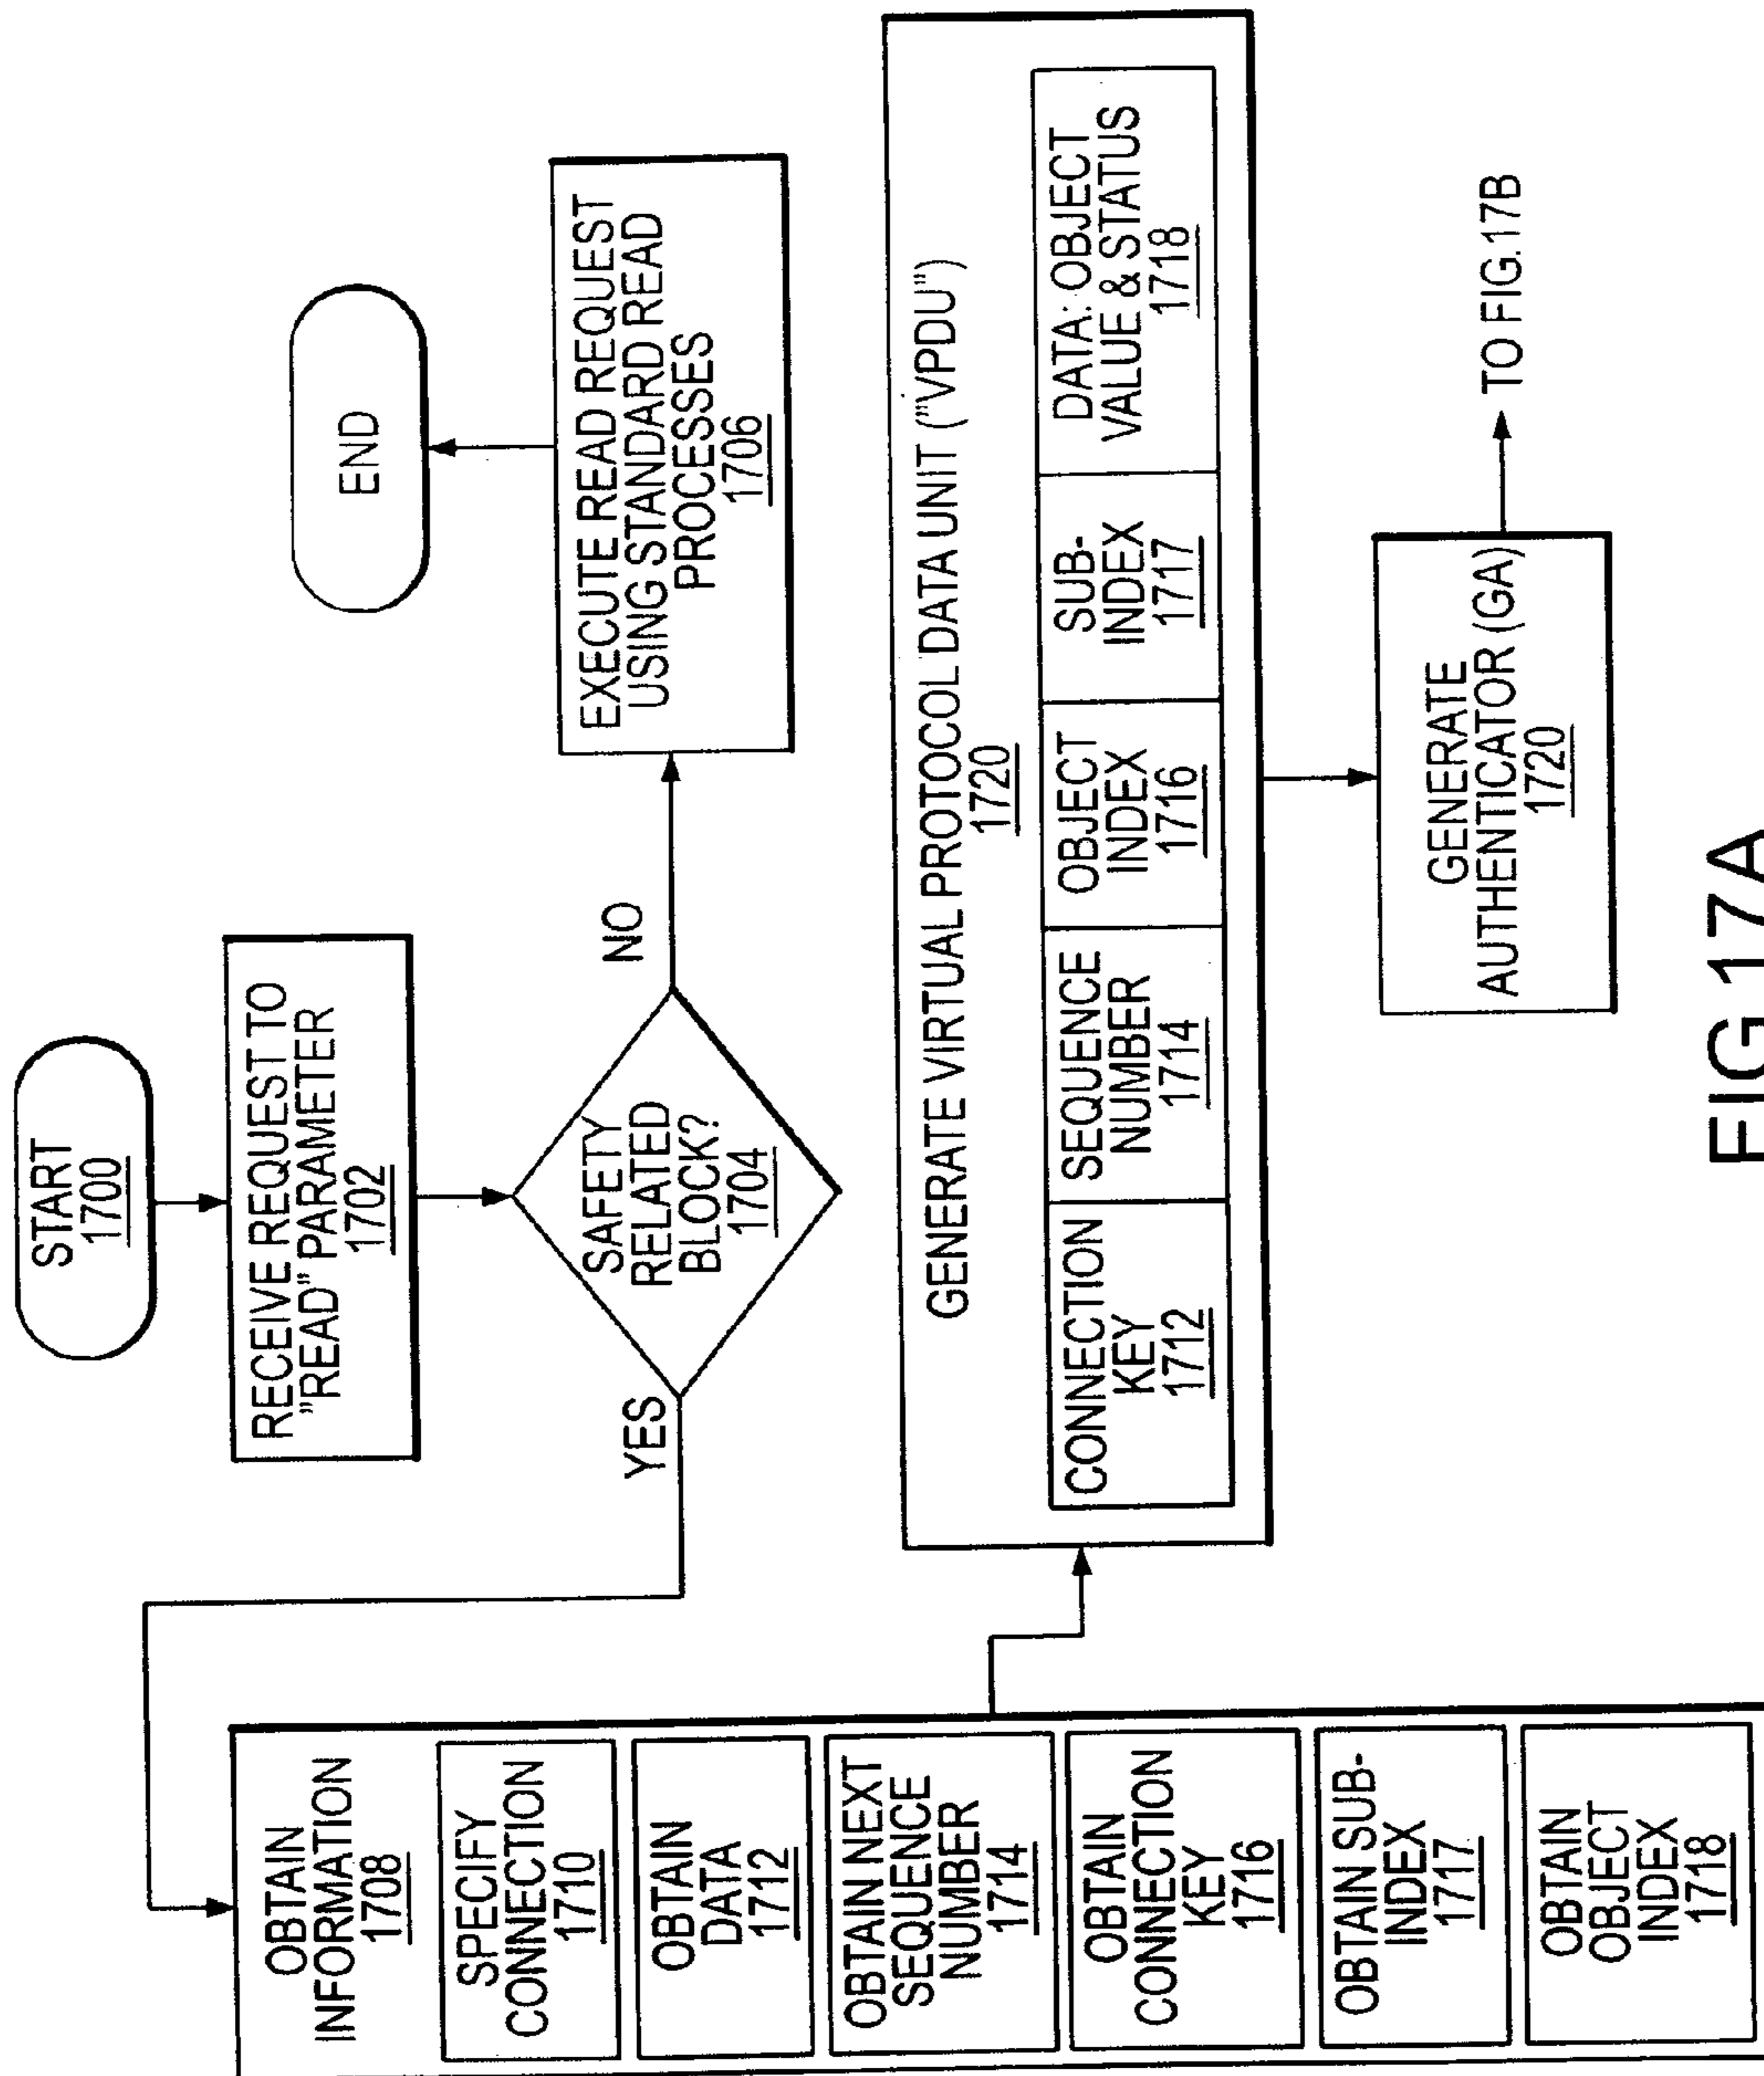 START
1700
RECEIVE REQUEST TO
"READ" PARAMETER
1702
SAFETY
RELATED
BLOCK?
1704
NO
YES
EXECUTE READ REQUEST
USING STANDARD READ
PROCESSES
1706
END
OBTAIN
INFORMATION
1708
SPECIFY
CONNECTION
1710
OBTAIN
DATA
1712
OBTAIN NEXT
SEQUENCE
NUMBER
1714
OBTAIN
CONNECTION
KEY
1716
OBTAIN SUB-
INDEX
1717
OBTAIN
OBJECT
INDEX
1718
GENERATE VIRTUAL PROTOCOL DATA UNIT ("VPDU")
1720
CONNECTION
KEY
1712
SEQUENCE
NUMBER
1714
OBJECT
INDEX
1716
SUB-
INDEX
1717
DATA: OBJECT
VALUE & STATUS
1718
GENERATE
AUTHENTICATOR (GA)
1720
TO FIG.17B
FIG.17A